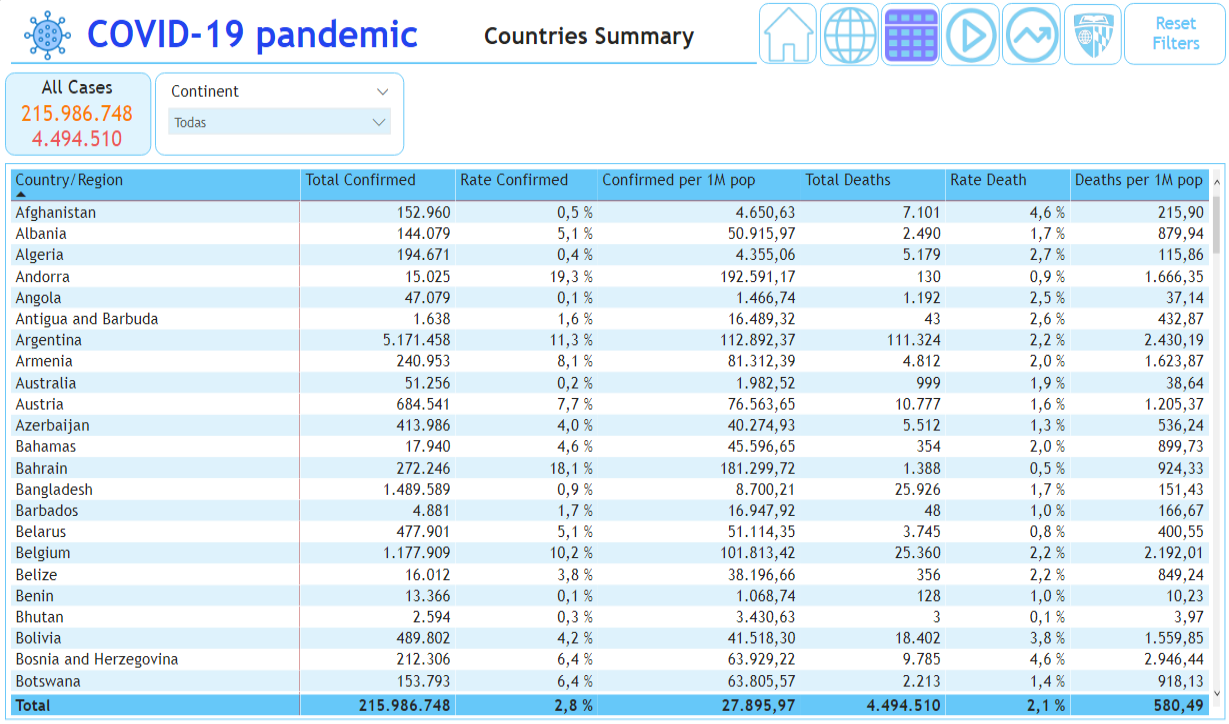 COVID-19 pandemic
Countries Summary
Reset
Filters
All Cases
215.986.748
4.494.510
Continent
Todas
Country/Region Total Confirmed Rate Confirmed Confirmed per 1M pop Total Deaths Rate Death Deaths per 1M pop
Afghanistan 152.960 0,5 % 4.650,63 7.101 4,6 % 215,90
Albania 144.079 5,1 % 50.915,97 2.490 1,7 % 879,94
Algeria 194.671 0,4 % 4.355,06 5.179 2,7 % 115,86
Andorra 15.025 19,3 % 192.591,17 130 0,9 % 1.666,35
Angola 47.079 0,1 % 1.466,74 1.192 2,5 % 37,14
Antigua and Barbuda 1.638 1,6 % 16.489,32 43 2,6 % 432,87
Argentina 5.171.458 11,3 % 112.892,37 111.324 2,2 % 2.430,19
Armenia 240.953 8,1 % 81.312,39 4.812 2,0 % 1.623,87
Australia 51.256 0,2 % 1.982,52 999 1,9 % 38,64
Austria 684.541 7,7 % 76.563,65 10.777 1,6 % 1.205,37
Azerbaijan 413.986 4,0 % 40.274,93 5.512 1,3 % 536,24
Bahamas 17.940 4,6 % 45.596,65 354 2,0 % 899,73
Bahrain 272.246 18,1 % 181.299,72 1.388 0,5 % 924,33
Bangladesh 1.489.589 0,9 % 8.700,21 25.926 1,7 % 151,43
Barbados 4.881 1,7 % 16.947,92 48 1,0 % 166,67
Belarus 477.901 5,1 % 51.114,35 3.745 0,8 % 400,55
Belgium 1.177.909 10,2 % 101.813,42 25.360 2,2 % 2.192,01
Belize 16.012 3,8 % 38.196,66 356 2,2 % 849,24
Benin 13.366 0,1 % 1.068,74 128 1,0 % 10,23
Bhutan 2.594 0,3 % 3.430,63 3 0,1 % 3,97
Bolivia 489.802 4,2 % 41.518,30 18.402 3,8 % 1.559,85
Bosnia and Herzegovina 212.306 6,4 % 63.929,22 9.785 4,6 % 2.946,44
Botswana 153.793 6,4 % 63.805,57 2.213 1,4 % 918,13
Total 215.986.748 2,8 % 27.895,97 4.494.510 2,1 % 580,49